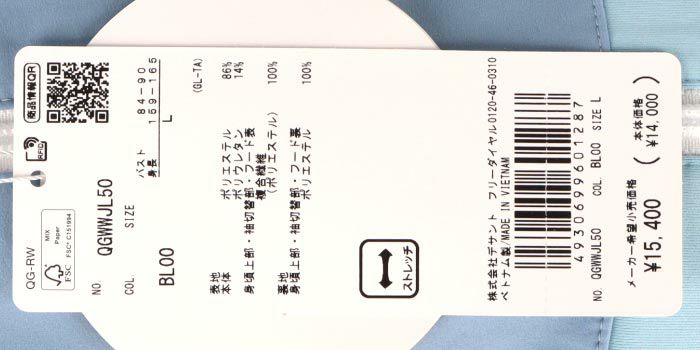 商品情報QR
RFID
QG-RW
FSC
MIX
Paper
FSC® C151994
NO. QGWWJL50
COL. BL00
SIZE L
バスト 84-90
身長 159-165
(GL-TA)
表地
本体 ポリエステル 86%
ポリウレタン 14%
身頃上部・袖切替部・フード表
複合繊維
(ポリエステル) 100%
裏地
身頃上部・袖切替部・フード裏
ポリエステル 100%
ストレッチ
株式会社デサント フリーダイヤル0120-46-0310
ベトナム製/MADE IN VIETNAM
4930699601287
NO. QGWWJL50 COL. BL00 SIZE L
メーカー希望小売価格
¥15,400
(本体価格 ¥14,000)